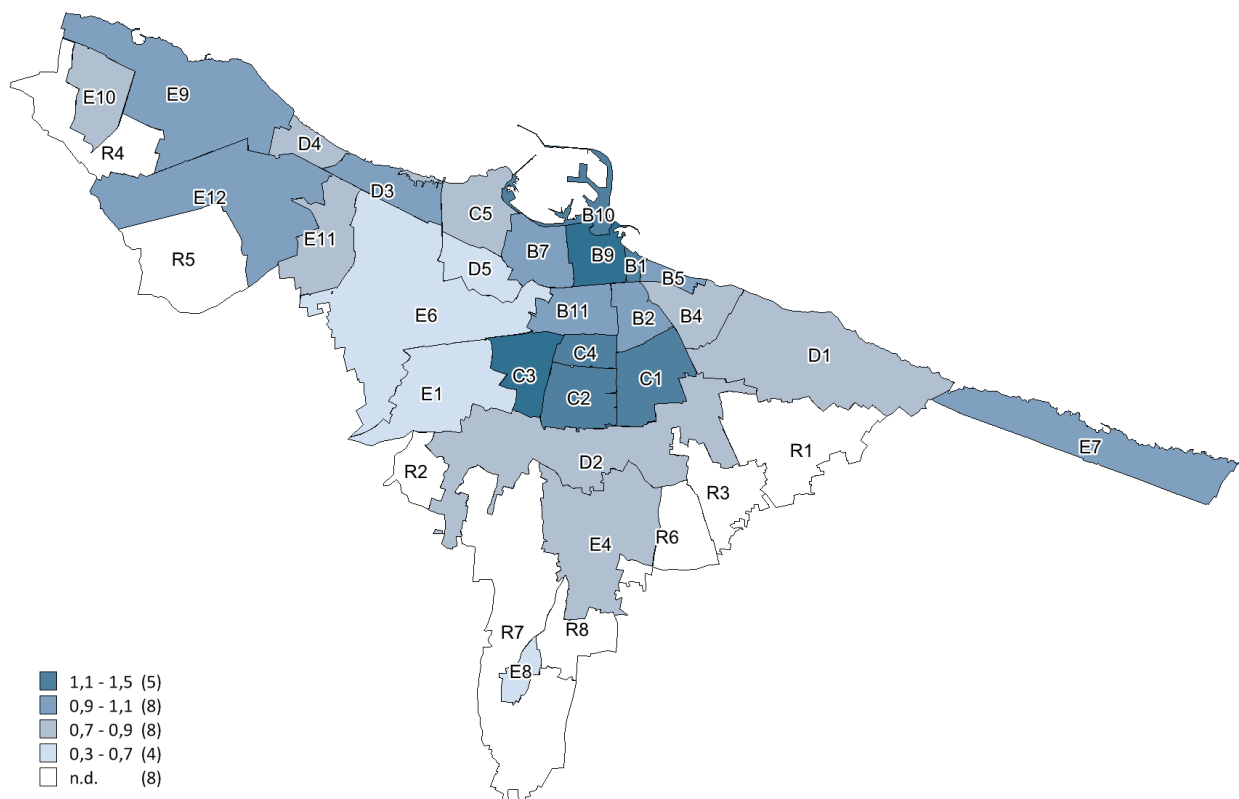 E9
E10
R4
D4
E12
D3
C5
B10
R5
E11
B7
B9
B1
D5
B5
E6
B11
B2
B4
D1
C4
C3
C1
E1
C2
E7
R1
D2
R2
R3
E4
R6
R7
R8
E8
1,1 - 1,5 (5)
0,9 - 1,1 (8)
0,7 - 0,9 (8)
0,3 - 0,7 (4)
n.d. (8)